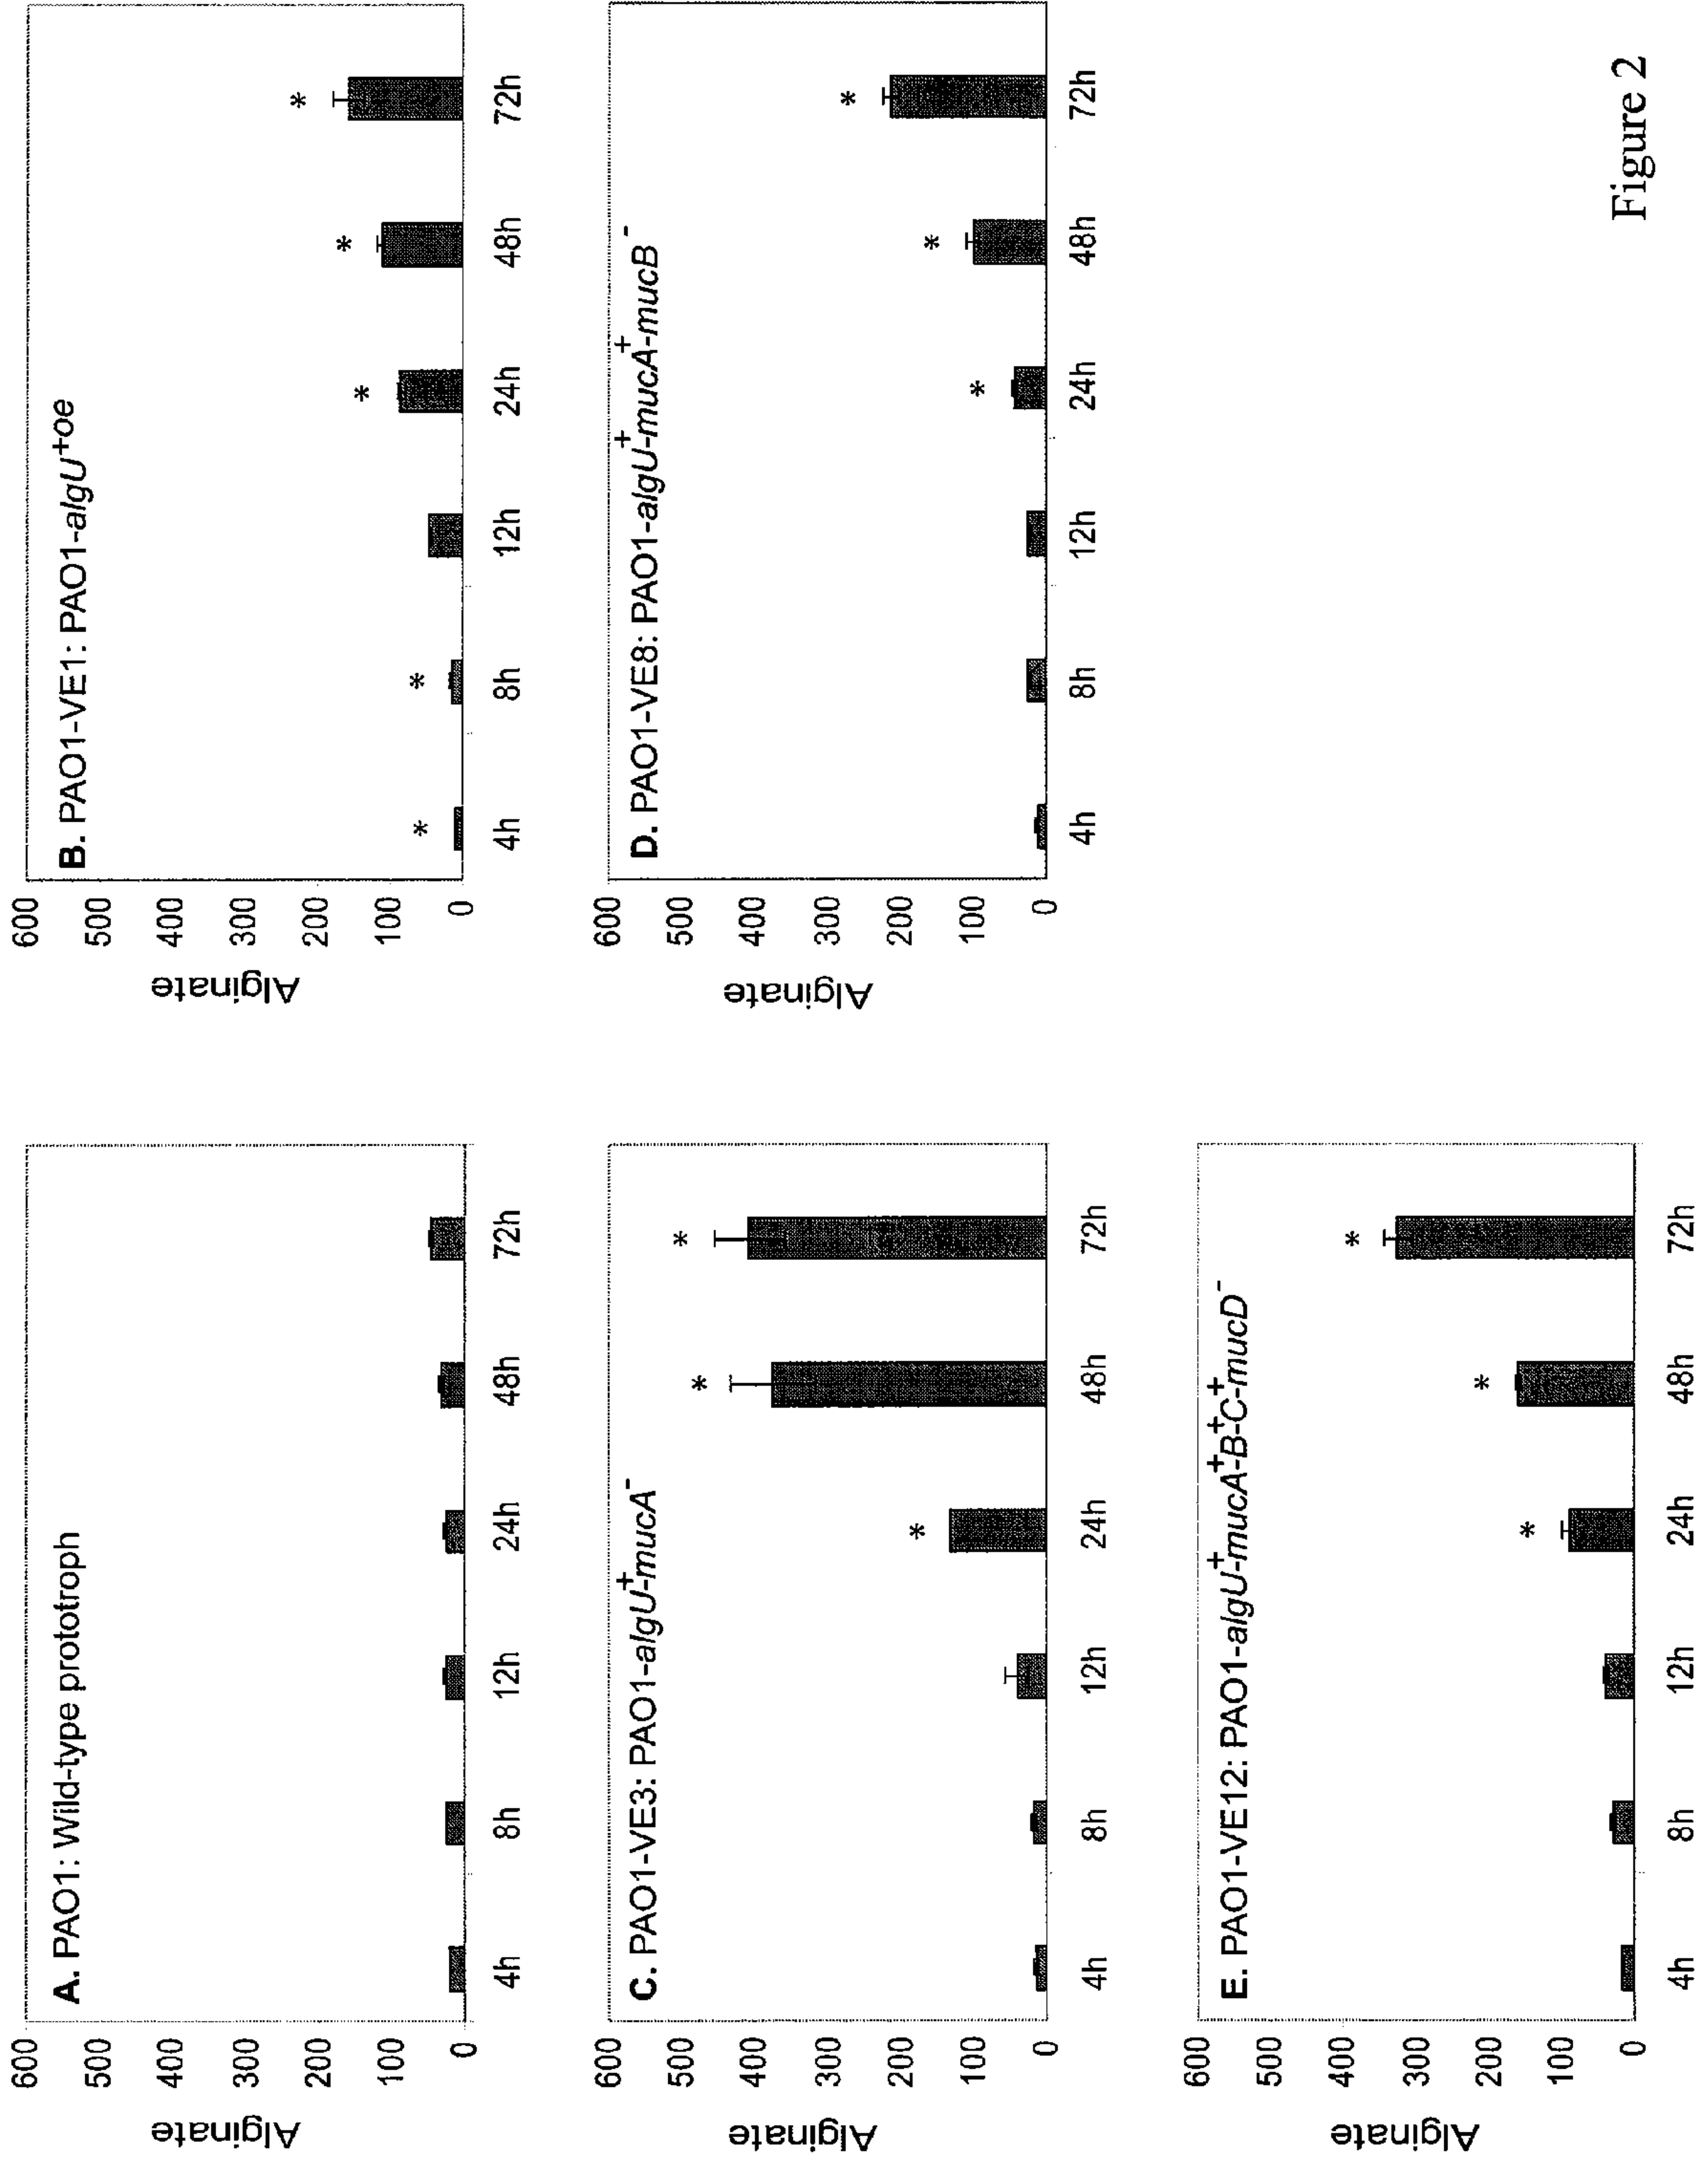 A. PAO1: Wild-type prototroph
Alginate
600
500
400
300
200
100
0
4h 8h 12h 24h 48h 72h
B. PAO1-VE1: PAO1-algU+oe
Alginate
600
500
400
300
200
100
0
* * * * *
4h 8h 12h 24h 48h 72h
C. PAO1-VE3: PAO1-algU+-mucA-
Alginate
600
500
400
300
200
100
0
* * *
4h 8h 12h 24h 48h 72h
D. PAO1-VE8: PAO1-algU+-mucA+-mucB-
Alginate
600
500
400
300
200
100
0
* * *
4h 8h 12h 24h 48h 72h
E. PAO1-VE12: PAO1-algU+-mucA+-B+-C+-mucD-
Alginate
600
500
400
300
200
100
0
* * *
4h 8h 12h 24h 48h 72h
Figure 2